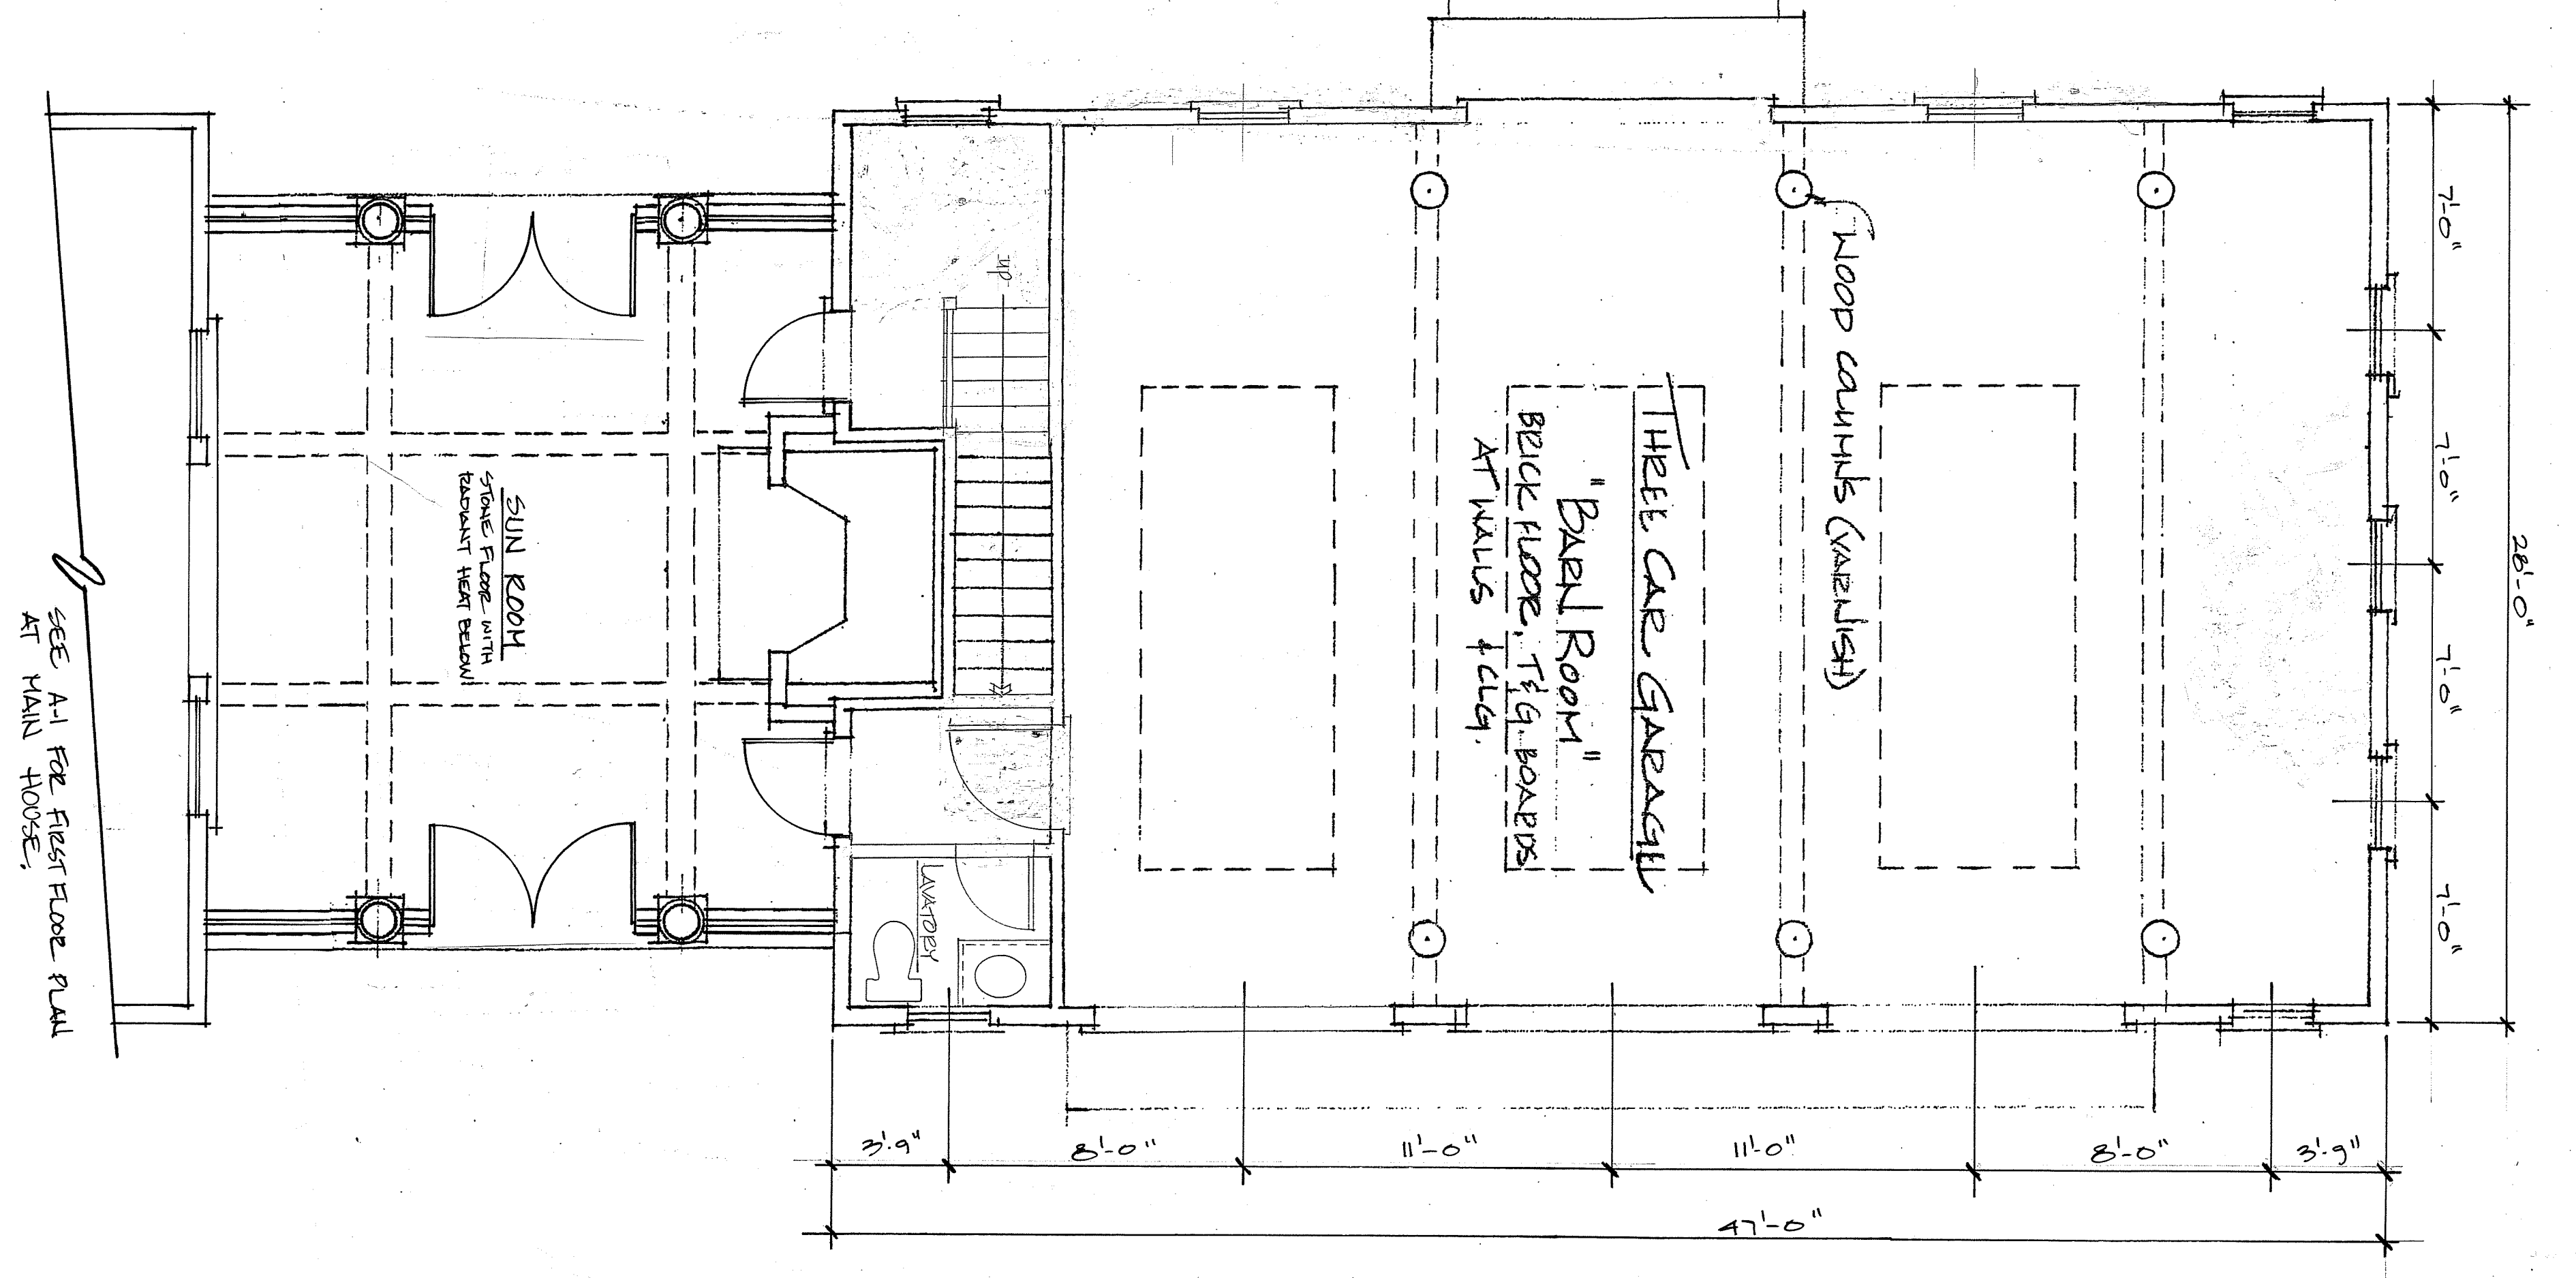 SEE A-1 FOR FIRST FLOOR PLAN
AT MAIN HOUSE.
SUN ROOM
STONE FLOOR WITH
RADIANT HEAT BELOW
up
LAVATORY
WOOD COLUMNS (VARNISH)
THREE CAR GARAGE
"BARN ROOM"
BRICK FLOOR, T&G. BOARDS
AT WALLS & CLG.
7'-0"
7'-0"
7'-0"
7'-0"
28'-0"
3'-9"
8'-0"
11'-0"
11'-0"
8'-0"
3'-9"
47'-0"